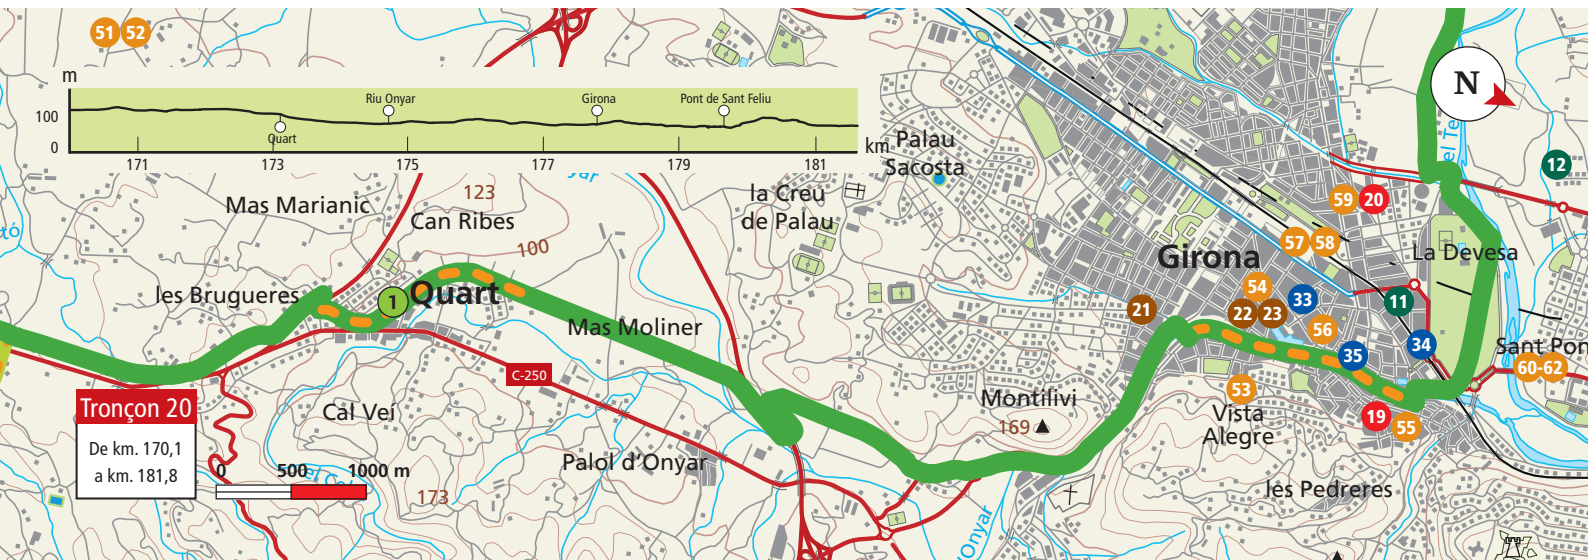 51 52
m
100
0
Riu Onyar
Girona
Pont de Sant Feliu
Quart
171
173
175
177
179
181
km
N
el Te
12
Palau
Sacosta
59 20
la Creu
de Palau
123
Mas Marianic
Can Ribes
100
57 58
La Devesa
Girona
54
33
11
22 23
21
56
les Brugueres
1
Quart
Mas Moliner
34
35
Sant Pon
60-62
C-250
53
Tronçon 20
De km. 170,1
a km. 181,8
Cal Veí
Montilivi
169
Vista
Alegre
19
55
0
500
1000 m
Palol d'Onyar
173
les Pedreres
l'Onyar